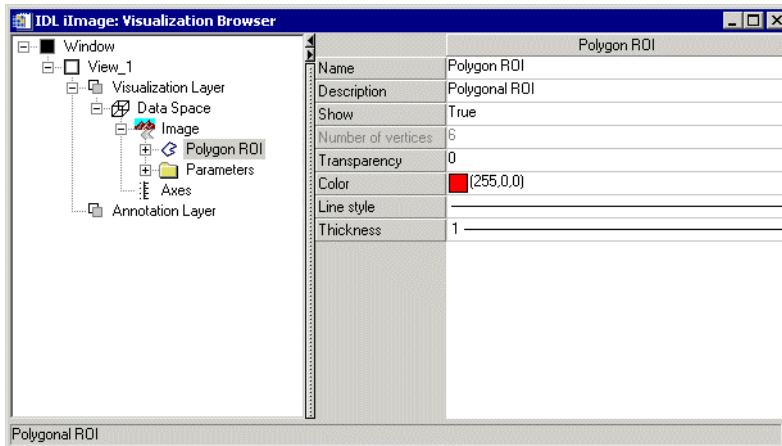 IDL iImage: Visualization Browser
Window
View_1
Visualization Layer
Data Space
Image
Polygon ROI
Parameters
Axes
Annotation Layer
Polygon ROI
Name Polygon ROI
Description Polygonal ROI
Show True
Number of vertices 6
Transparency 0
Color (255,0,0)
Line style
Thickness 1
Polygonal ROI